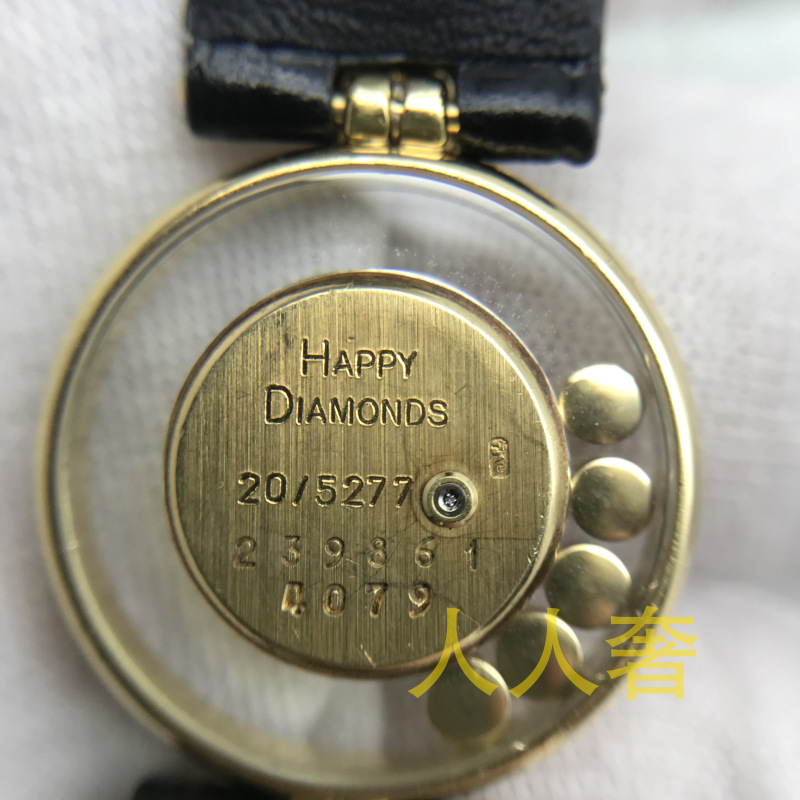 HAPPY
DIAMONDS
20/5277
239861
4079
人人奢